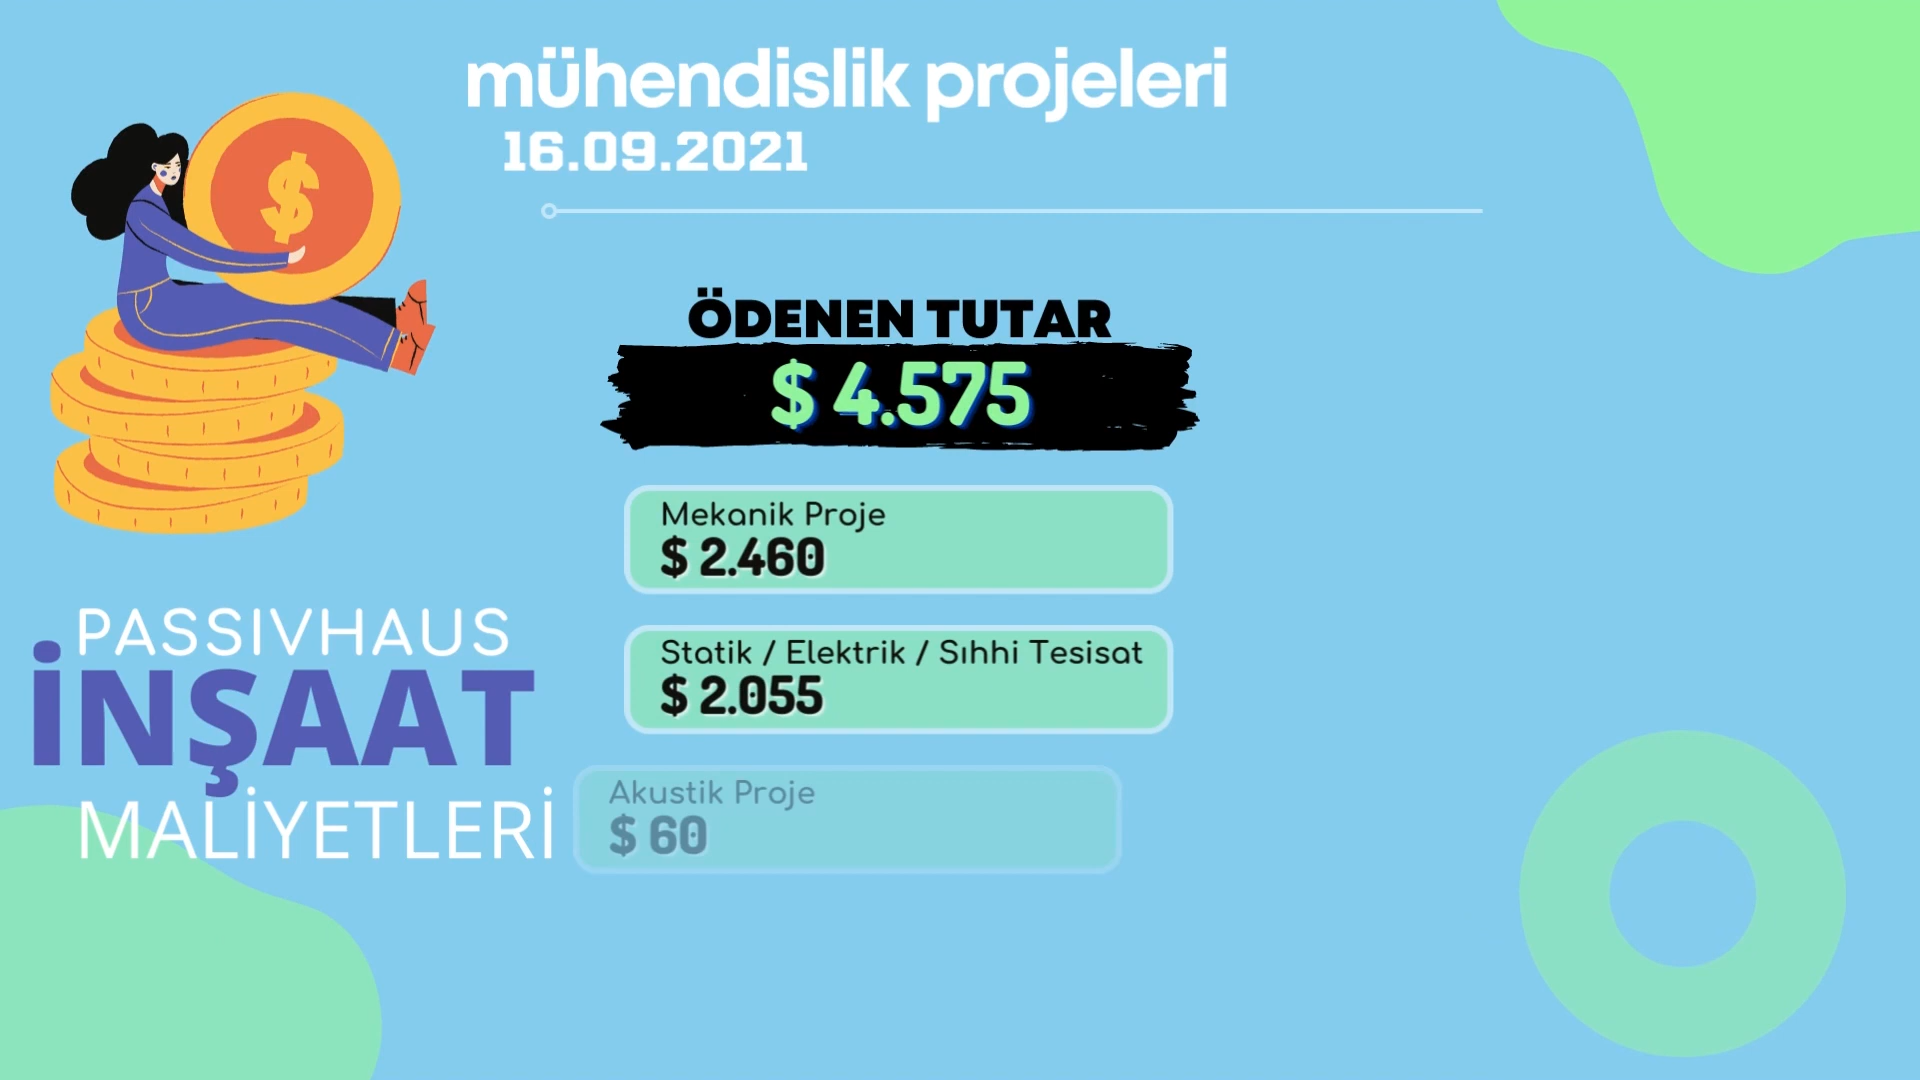 mühendislik projeleri
16.09.2021
ÖDENEN TUTAR
$ 4.575
Mekanik Proje
$ 2.460
Statik / Elektrik / Sıhhi Tesisat
$ 2.055
Akustik Proje
$ 60
PASSIVHAUS
İNŞAAT
MALİYETLERİ
$